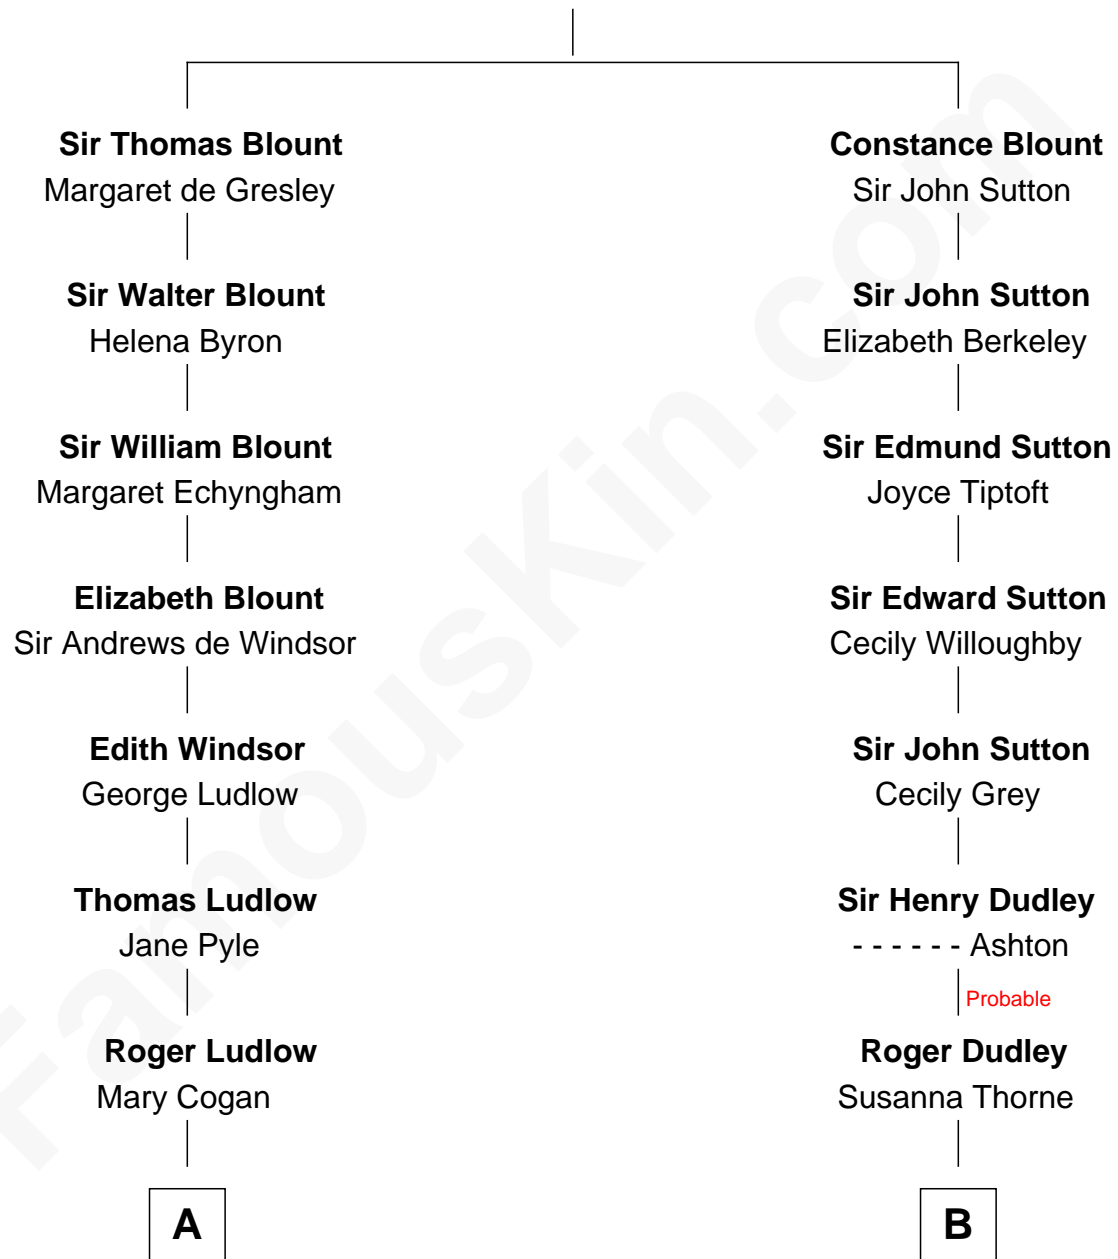 Sir Thomas Blount
Margaret de Gresley
Sir Walter Blount
Helena Byron
Sir William Blount
Margaret Echyngham
Elizabeth Blount
Sir Andrews de Windsor
Edith Windsor
George Ludlow
Thomas Ludlow
Jane Pyle
Roger Ludlow
Mary Cogan
A
Constance Blount
Sir John Sutton
Sir John Sutton
Elizabeth Berkeley
Sir Edmund Sutton
Joyce Tiptoft
Sir Edward Sutton
Cecily Willoughby
Sir John Sutton
Cecily Grey
Sir Henry Dudley
- - - - - - Ashton
Probable
Roger Dudley
Susanna Thorne
B
FamousKin.com